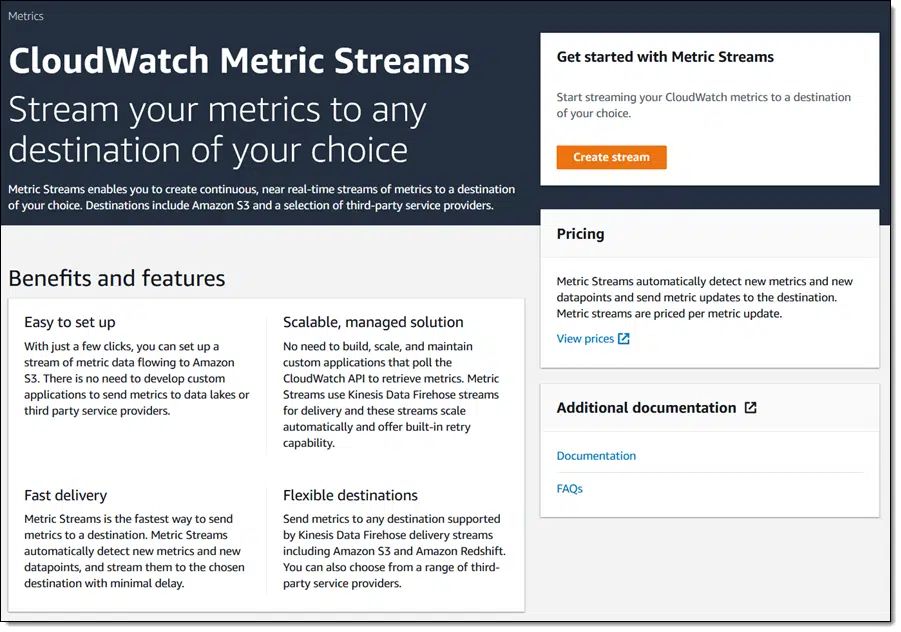 Metrics
CloudWatch Metric Streams
Stream your metrics to any
destination of your choice
Metric Streams enables you to create continuous, near real-time streams of metrics to a destination
of your choice. Destinations include Amazon S3 and a selection of third-party service providers.
Get started with Metric Streams
Start streaming your CloudWatch metrics to a destination
of your choice.
Create stream
Pricing
Metric Streams automatically detect new metrics and new
datapoints and send metric updates to the destination.
Metric streams are priced per metric update.
View prices
Additional documentation
Documentation
FAQs
Benefits and features
Easy to set up
With just a few clicks, you can set up a
stream of metric data flowing to Amazon
S3. There is no need to develop custom
applications to send metrics to data lakes or
third party service providers.
Scalable, managed solution
No need to build, scale, and maintain
custom applications that poll the
CloudWatch API to retrieve metrics. Metric
Streams use Kinesis Data Firehose streams
for delivery and these streams scale
automatically and offer built-in retry
capability.
Fast delivery
Metric Streams is the fastest way to send
metrics to a destination. Metric Streams
automatically detect new metrics and new
datapoints, and stream them to the chosen
destination with minimal delay.
Flexible destinations
Send metrics to any destination supported
by Kinesis Data Firehose delivery streams
including Amazon S3 and Amazon Redshift.
You can also choose from a range of third-
party service providers.